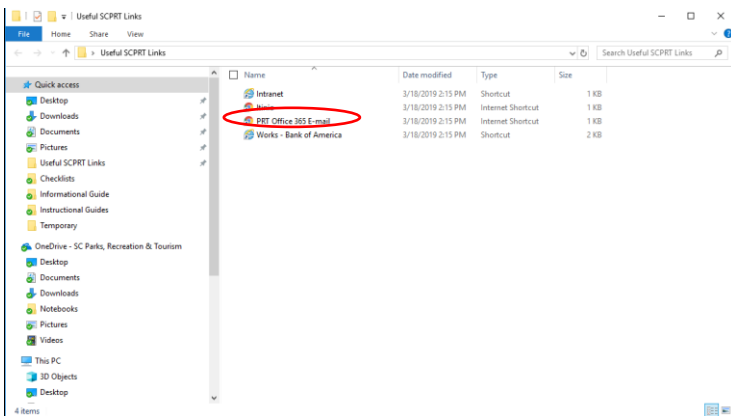 Useful SCPRT Links
File Home Share View
Useful SCPRT Links Search Useful SCPRT Links
Name Date modified Type Size
Quick access
Desktop
Downloads
Documents
Pictures
Useful SCPRT Links
Checklists
Informational Guide
Instructional Guides
Temporary
OneDrive - SC Parks, Recreation & Tourism
Desktop
Documents
Downloads
Notebooks
Pictures
Videos
This PC
3D Objects
Desktop
Intranet 3/18/2019 2:15 PM Shortcut 1 KB
3/18/2019 2:15 PM Internet Shortcut 1 KB
PRT Office 365 E-mail 3/18/2019 2:15 PM Internet Shortcut 1 KB
Works - Bank of America 3/18/2019 2:15 PM Shortcut 2 KB
4 items